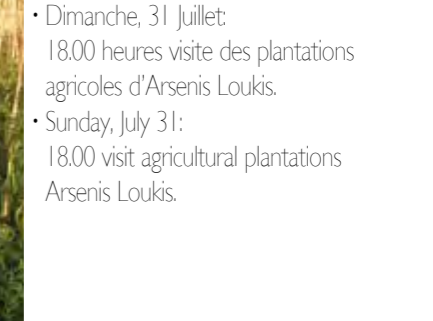 • Dimanche, 31 Juillet:
18.00 heures visite des plantations
agricoles d'Arsenis Loukis.
• Sunday, July 31:
18.00 visit agricultural plantations
Arsenis Loukis.